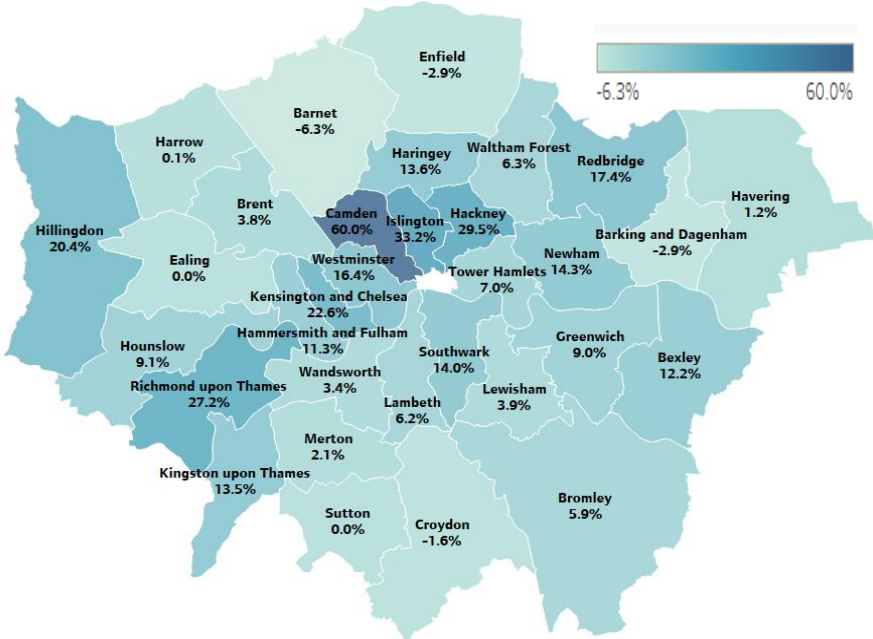 Enfield
-2.9%
-6.3%
60.0%
Barnet
-6.3%
Harrow
0.1%
Haringey
13.6%
Waltham Forest
6.3%
Redbridge
17.4%
Havering
1.2%
Brent
3.8%
Camden
60.0%
Islington
33.2%
Hackney
29.5%
Hillingdon
20.4%
Barking and Dagenham
-2.9%
Ealing
0.0%
Westminster
16.4%
Tower Hamlets
7.0%
Newham
14.3%
Kensington and Chelsea
22.6%
Hammersmith and Fulham
11.3%
Hounslow
9.1%
Southwark
14.0%
Greenwich
9.0%
Bexley
12.2%
Richmond upon Thames
27.2%
Wandsworth
3.4%
Lambeth
6.2%
Lewisham
3.9%
Merton
2.1%
Kingston upon Thames
13.5%
Bromley
5.9%
Sutton
0.0%
Croydon
-1.6%